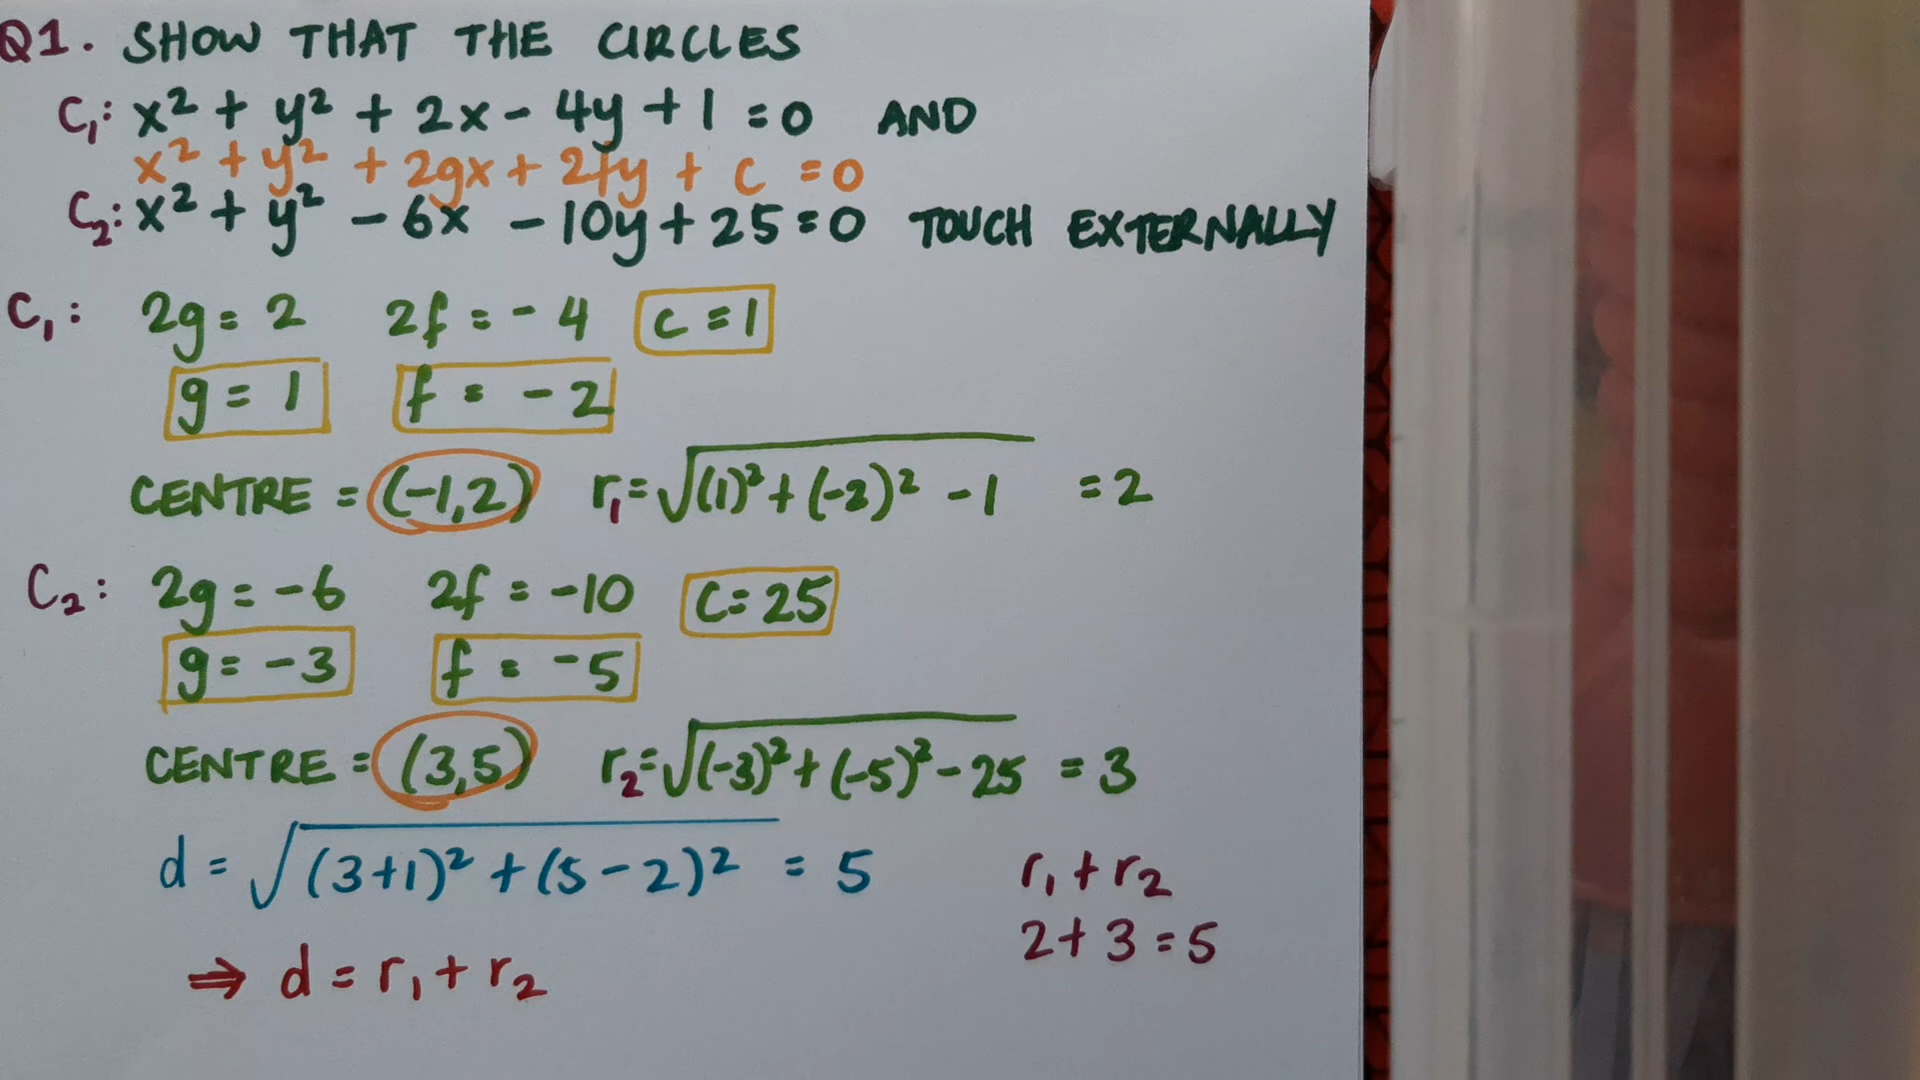 Q1. SHOW THAT THE CIRCLES
C₁: x² + y² + 2x - 4y + 1 = 0 AND
x² + y² + 2gx + 2fy + c = 0
C₂: x² + y² - 6x - 10y + 25 = 0 TOUCH EXTERNALLY
C₁: 2g = 2 2f = -4 c = 1
g = 1 f = -2
CENTRE = (-1,2) r₁ = √(1)² + (-2)² - 1 = 2
C₂: 2g = -6 2f = -10 C = 25
g = -3 f = -5
CENTRE = (3,5) r₂ = √(-3)² + (-5)² - 25 = 3
d = √(3+1)² + (5-2)² = 5
r₁ + r₂
2 + 3 = 5
⇒ d = r₁ + r₂